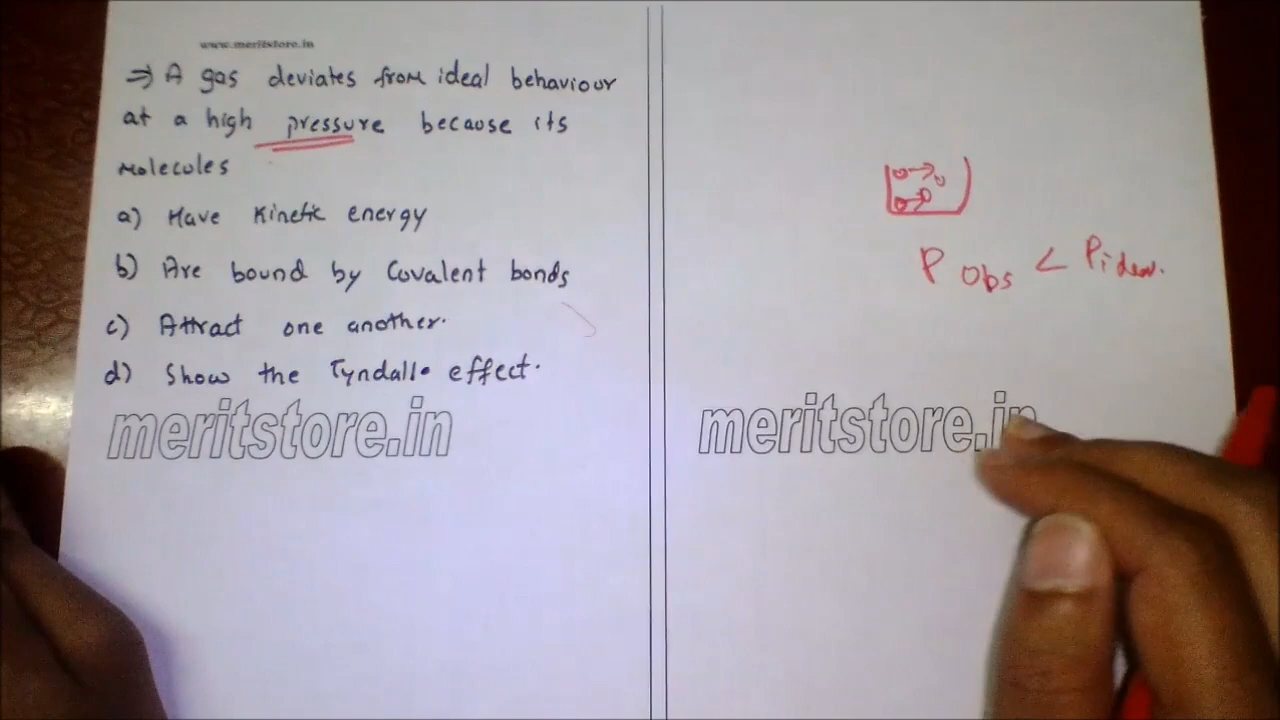 www.meritstore.in
⇒ A gas deviates from ideal behaviour
at a high pressure because its
Molecules
a) Have Kinetic energy
b) Are bound by Covalent bonds
c) Attract one another.
d) Show the Tyndall effect.
meritstore.in
P obs < P
meritstore.in